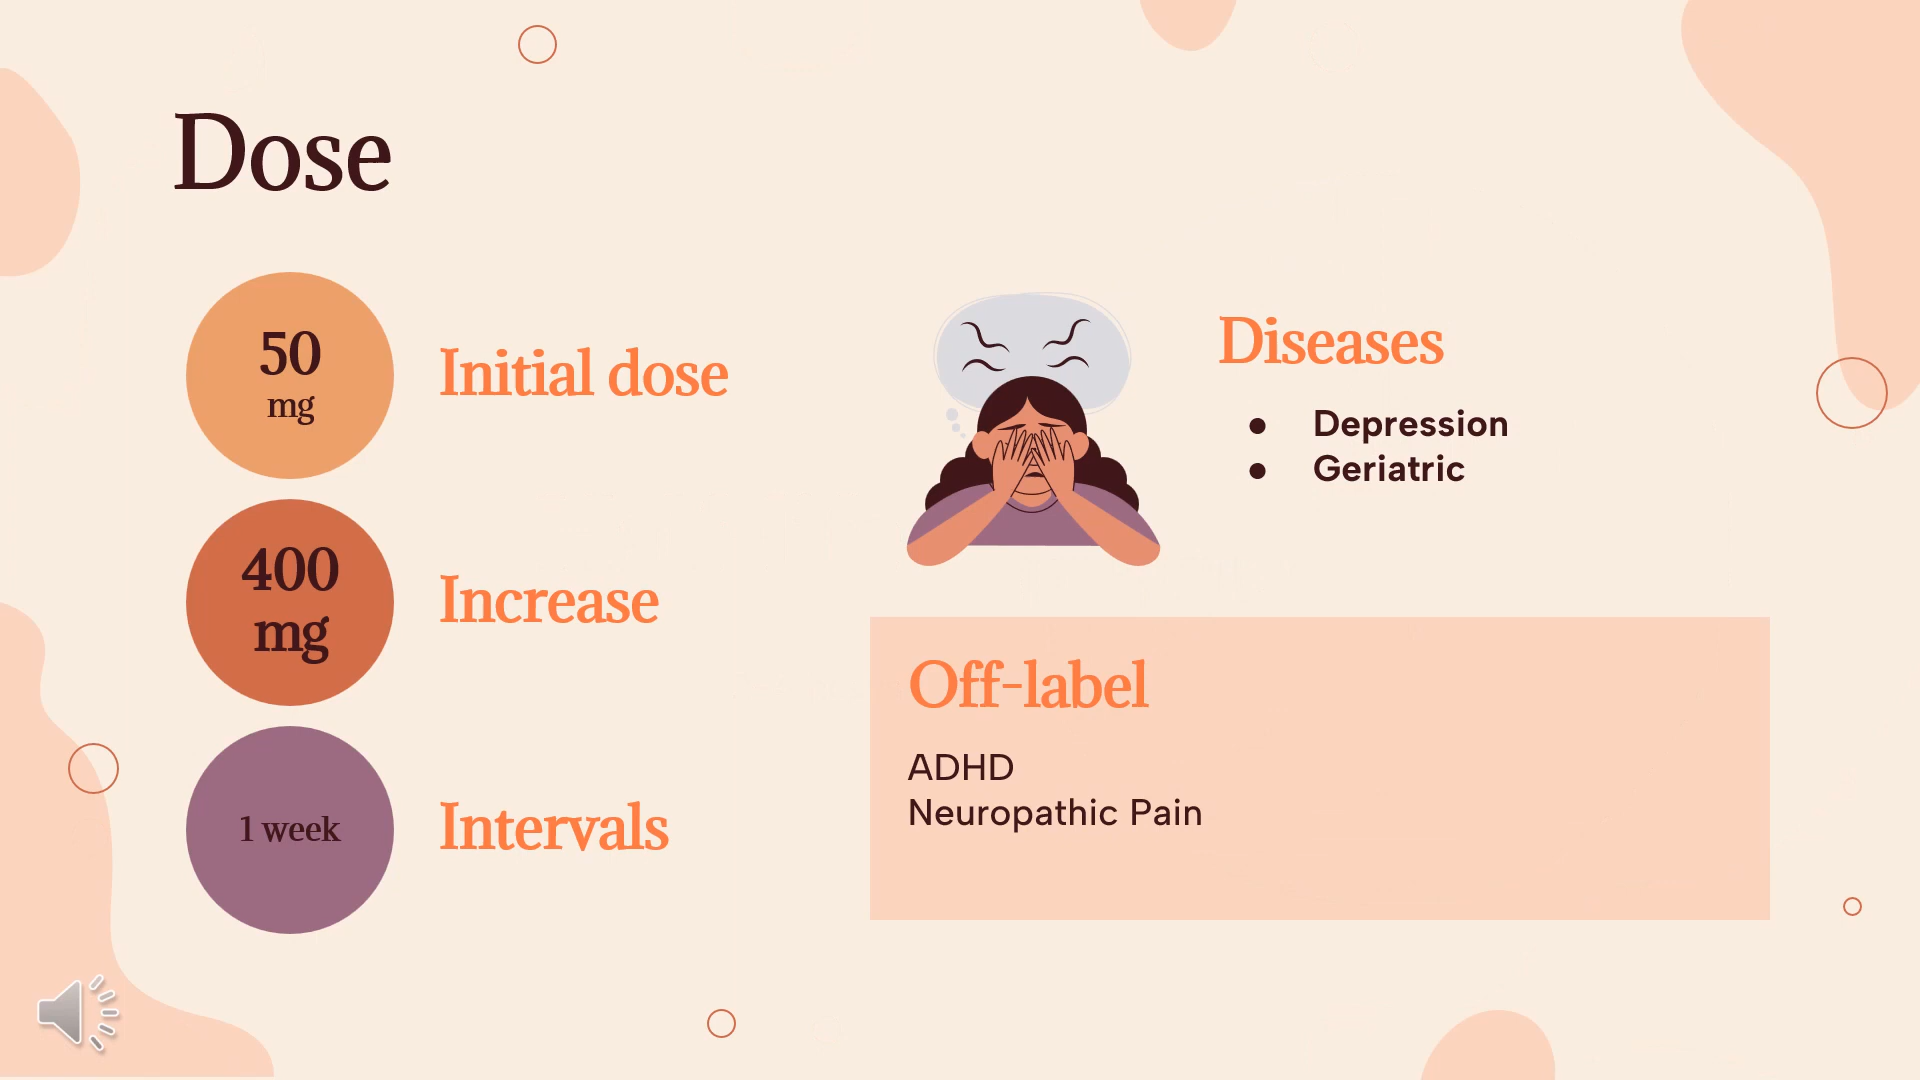 Dose
50
mg
Initial dose
400
mg
Increase
1 week
Intervals
Diseases
● Depression
● Geriatric
Off-label
ADHD
Neuropathic Pain